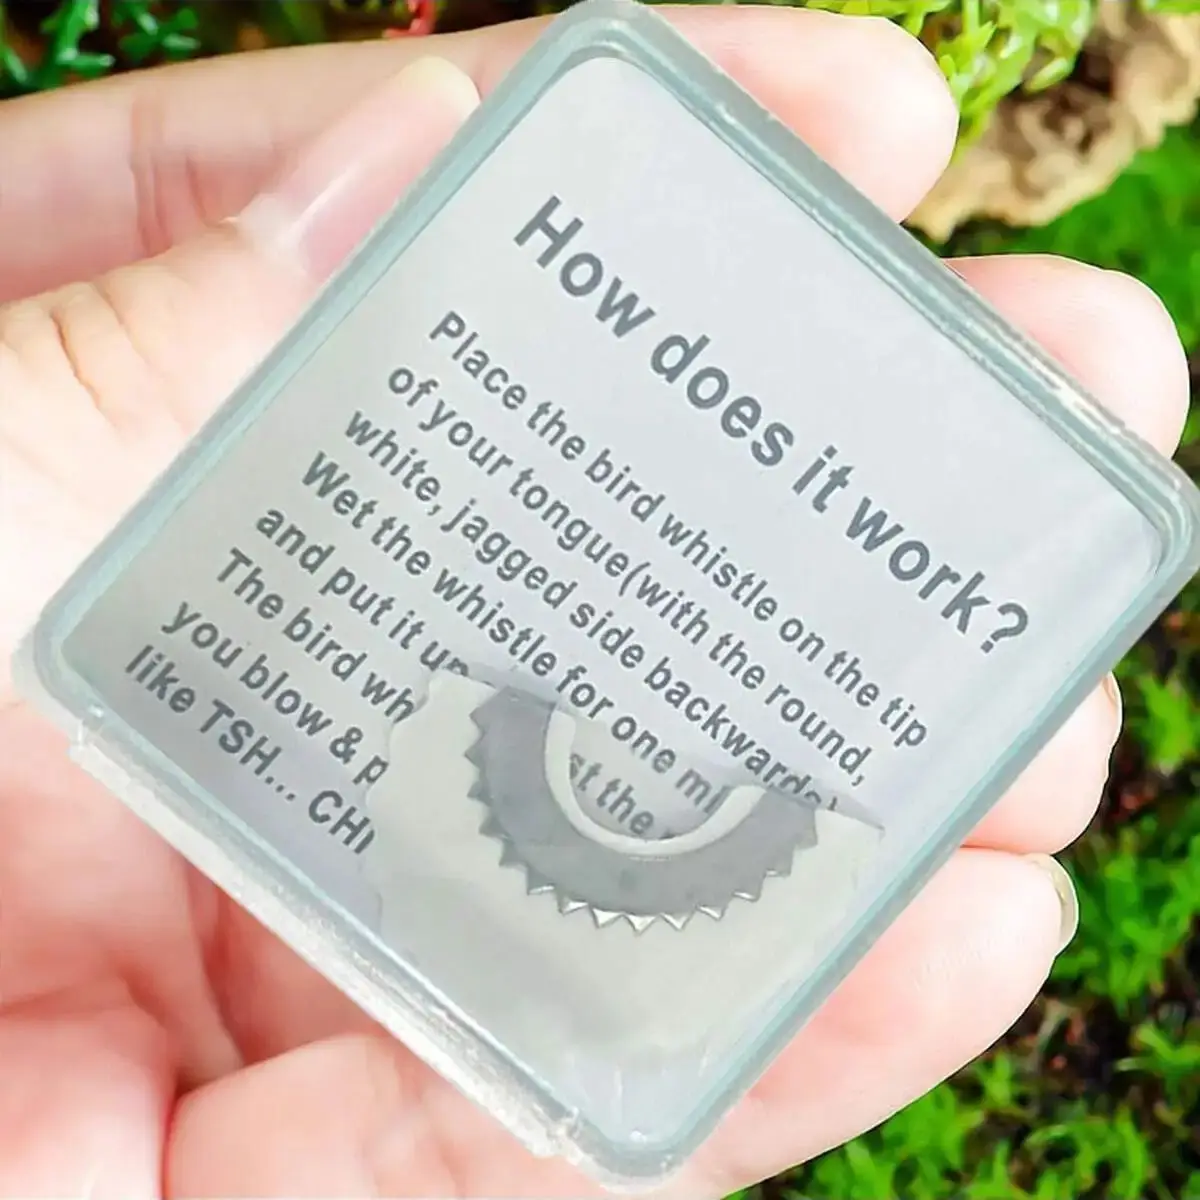 How does it work?
Place the bird whistle on the tip
of your tongue(with the round,
white, jagged side backwards)
Wet the whistle for one
and put it
The bird
you blow &
like TSH...